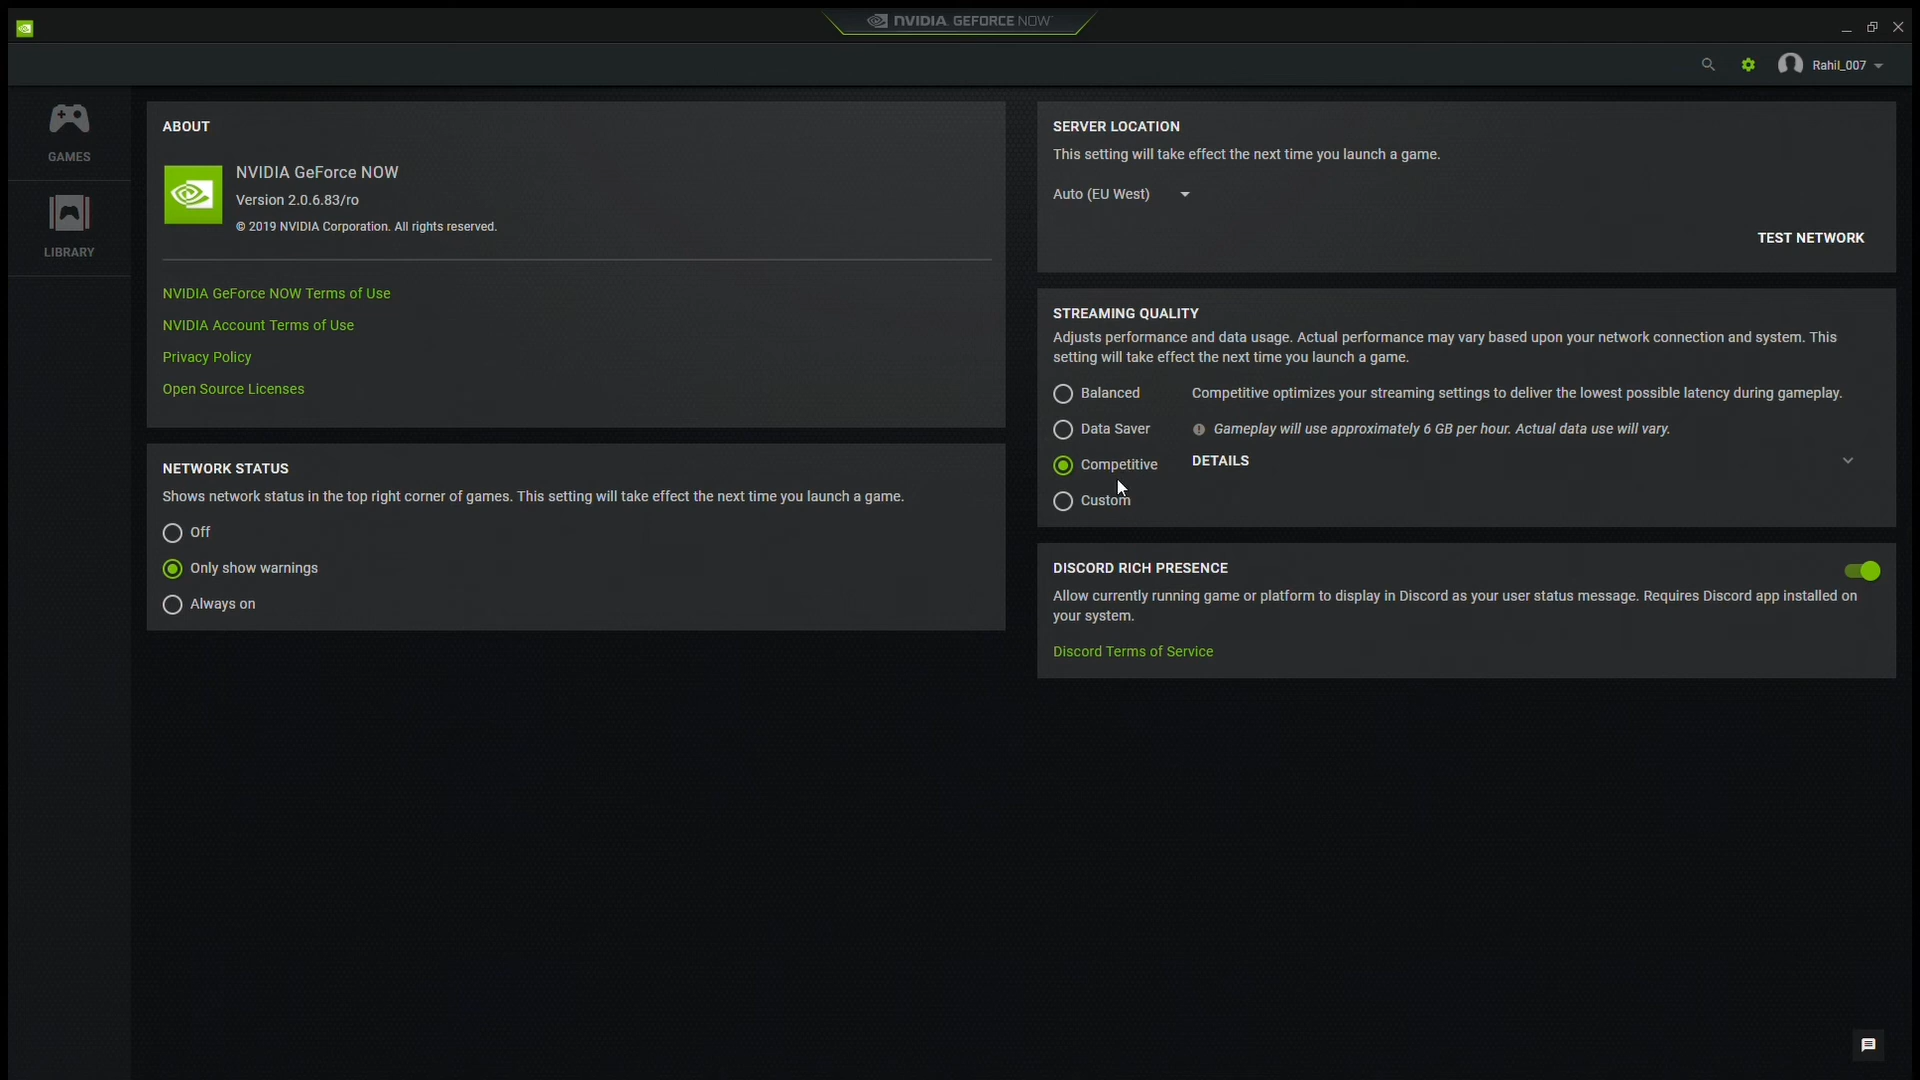 NVIDIA GEFORCE NOW
Rahil_007
GAMES
LIBRARY
ABOUT
NVIDIA GeForce NOW
Version 2.0.6.83/ro
© 2019 NVIDIA Corporation. All rights reserved.
NVIDIA GeForce NOW Terms of Use
NVIDIA Account Terms of Use
Privacy Policy
Open Source Licenses
NETWORK STATUS
Shows network status in the top right corner of games. This setting will take effect the next time you launch a game.
Off
Only show warnings
Always on
SERVER LOCATION
This setting will take effect the next time you launch a game.
Auto (EU West)
TEST NETWORK
STREAMING QUALITY
Adjusts performance and data usage. Actual performance may vary based upon your network connection and system. This
setting will take effect the next time you launch a game.
Balanced
Data Saver
Competitive
Custom
Competitive optimizes your streaming settings to deliver the lowest possible latency during gameplay.
Gameplay will use approximately 6 GB per hour. Actual data use will vary.
DETAILS
DISCORD RICH PRESENCE
Allow currently running game or platform to display in Discord as your user status message. Requires Discord app installed on
your system.
Discord Terms of Service